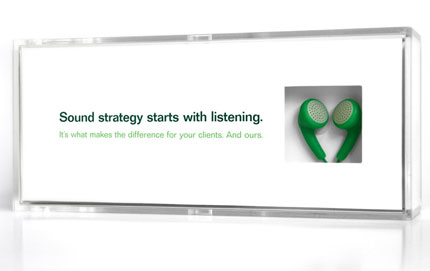 Sound strategy starts with listening.
It's what makes the difference for your clients. And ours.